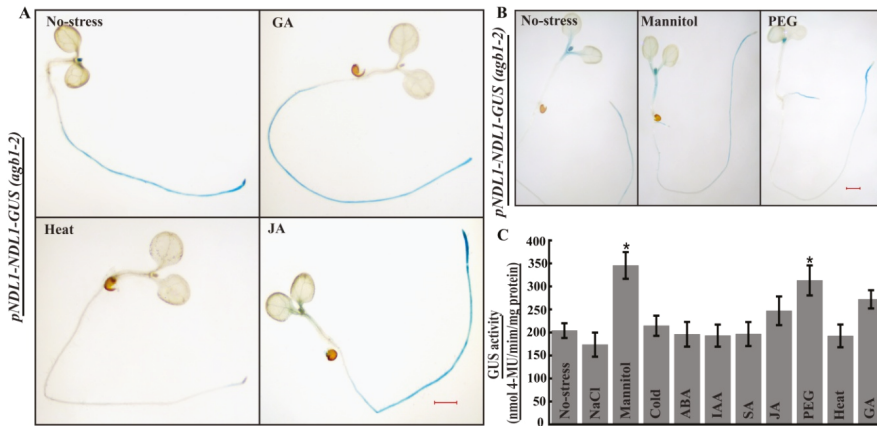 A
No-stress
GA
pNDL1-NDL1-GUS (agb1-2)
Heat
JA
B
No-stress
Mannitol
PEG
pNDL1-NDL1-GUS (agb1-2)
C
GUS activity
(nmol 4-MU/mim/mg protein)
400
350
300
250
200
150
100
50
0
*
*
No-stress
NaCl
Mannitol
Cold
ABA
IAA
SA
JA
PEG
Heat
GA